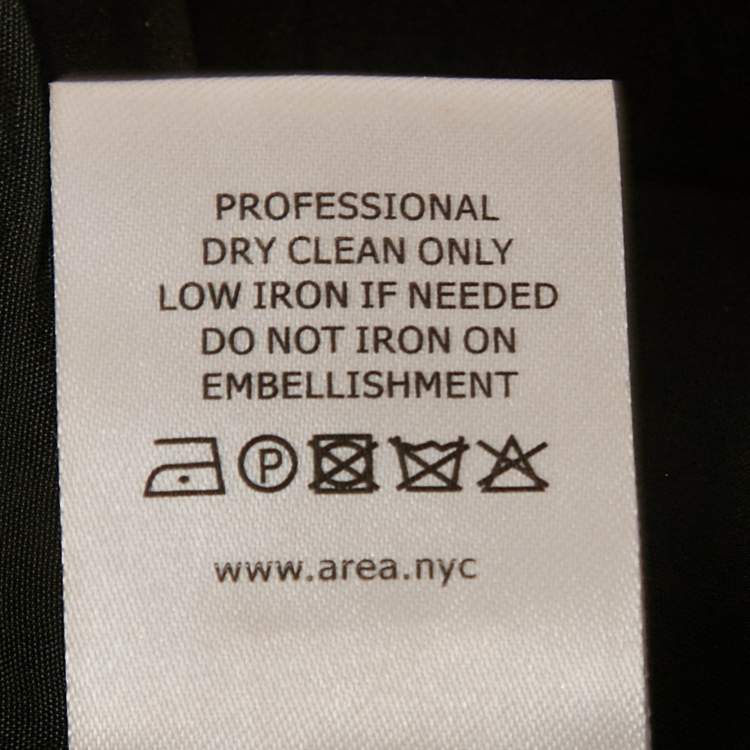 PROFESSIONAL
DRY CLEAN ONLY
LOW IRON IF NEEDED
DO NOT IRON ON
EMBELLISHMENT
P
www.area.nyc